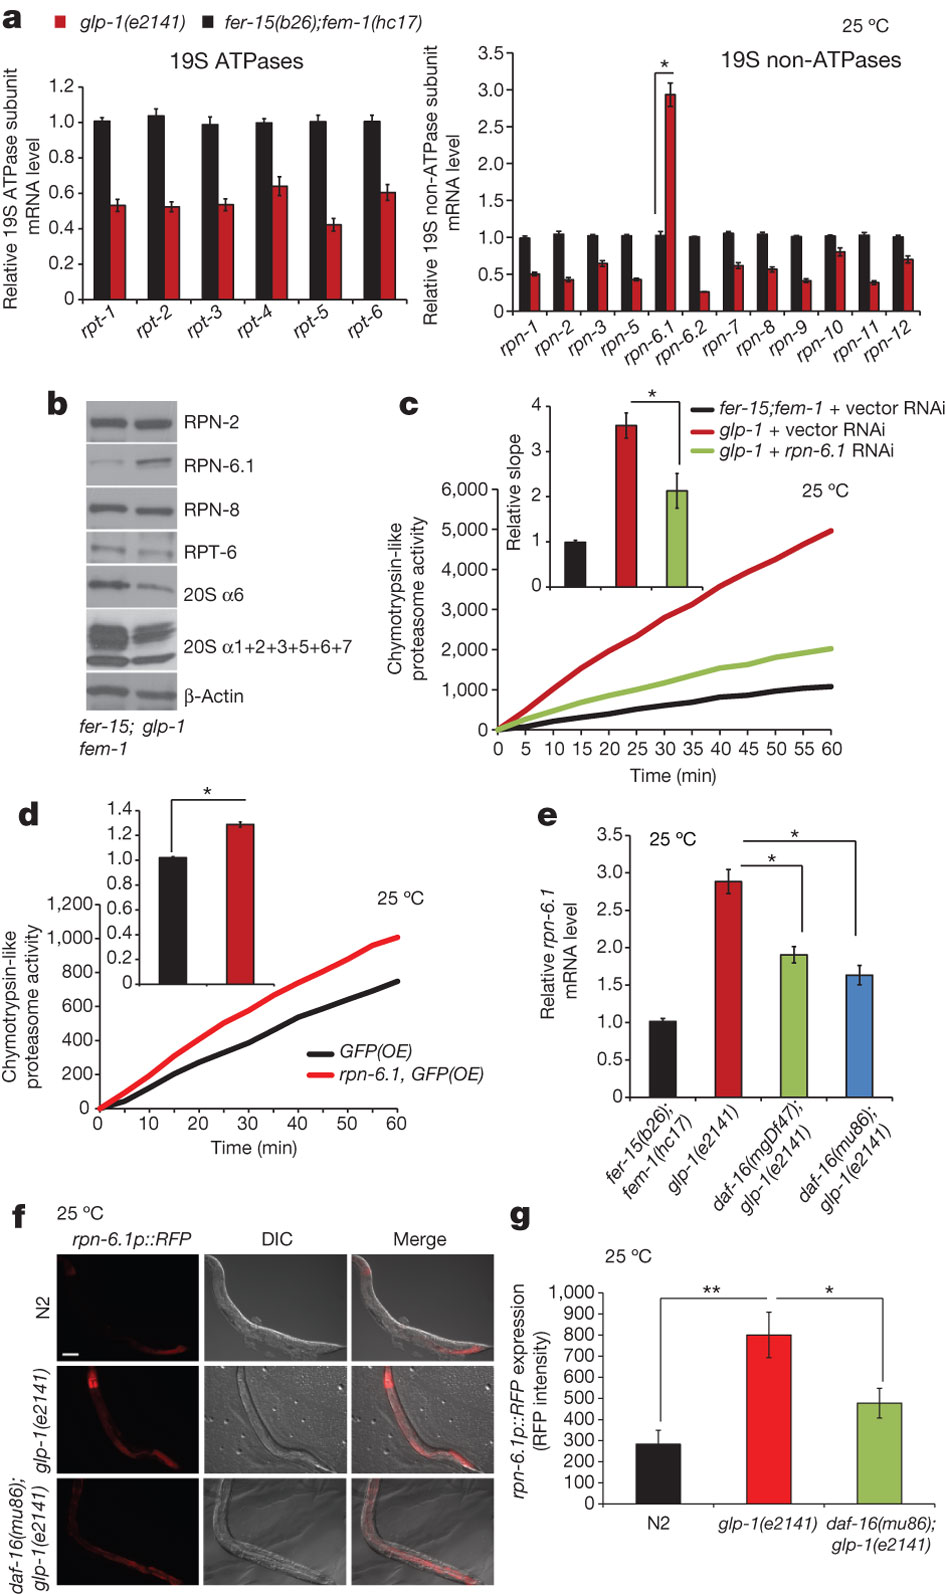 a
glp-1(e2141) fer-15(b26);fem-1(hc17)
25 ºC
19S ATPases
Relative 19S ATPase subunit
mRNA level
1.2
1.0
0.8
0.6
0.4
0.2
0
rpt-1 rpt-2 rpt-3 rpt-4 rpt-5 rpt-6
19S non-ATPases
Relative 19S non-ATPase subunit
mRNA level
3.5
3.0
2.5
2.0
1.5
1.0
0.5
0
*
rpn-1 rpn-2 rpn-3 rpn-5 rpn-6.1 rpn-6.2 rpn-7 rpn-8 rpn-9 rpn-10 rpn-11 rpn-12
b
RPN-2
RPN-6.1
RPN-8
RPT-6
20S α6
20S α1+2+3+5+6+7
β-Actin
fer-15; glp-1
fem-1
c
fer-15;fem-1 + vector RNAi
glp-1 + vector RNAi
glp-1 + rpn-6.1 RNAi
25 ºC
Relative slope
4
3
2
1
0
*
Chymotrypsin-like
proteasome activity
6,000
5,000
4,000
3,000
2,000
1,000
0
0 5 10 15 20 25 30 35 40 45 50 55 60
Time (min)
d
1.4
1.2
1.0
0.8
0.6
0.4
0.2
0
*
25 ºC
Chymotrypsin-like
proteasome activity
1,200
1,000
800
600
400
200
0
GFP(OE)
rpn-6.1, GFP(OE)
0 10 20 30 40 50 60
Time (min)
e
25 ºC
Relative rpn-6.1
mRNA level
3.5
3.0
2.5
2.0
1.5
1.0
0.5
0
*
*
fer-15(b26);
fem-1(hc17)
glp-1(e2141)
daf-16(mgDf47);
glp-1(e2141)
daf-16(mu86);
glp-1(e2141)
f
25 ºC
rpn-6.1p::RFP DIC Merge
N2
glp-1(e2141)
daf-16(mu86);
glp-1(e2141)
g
25 ºC
rpn-6.1p::RFP expression
(RFP intensity)
1,000
900
800
700
600
500
400
300
200
100
0
** *
N2 glp-1(e2141) daf-16(mu86);
glp-1(e2141)